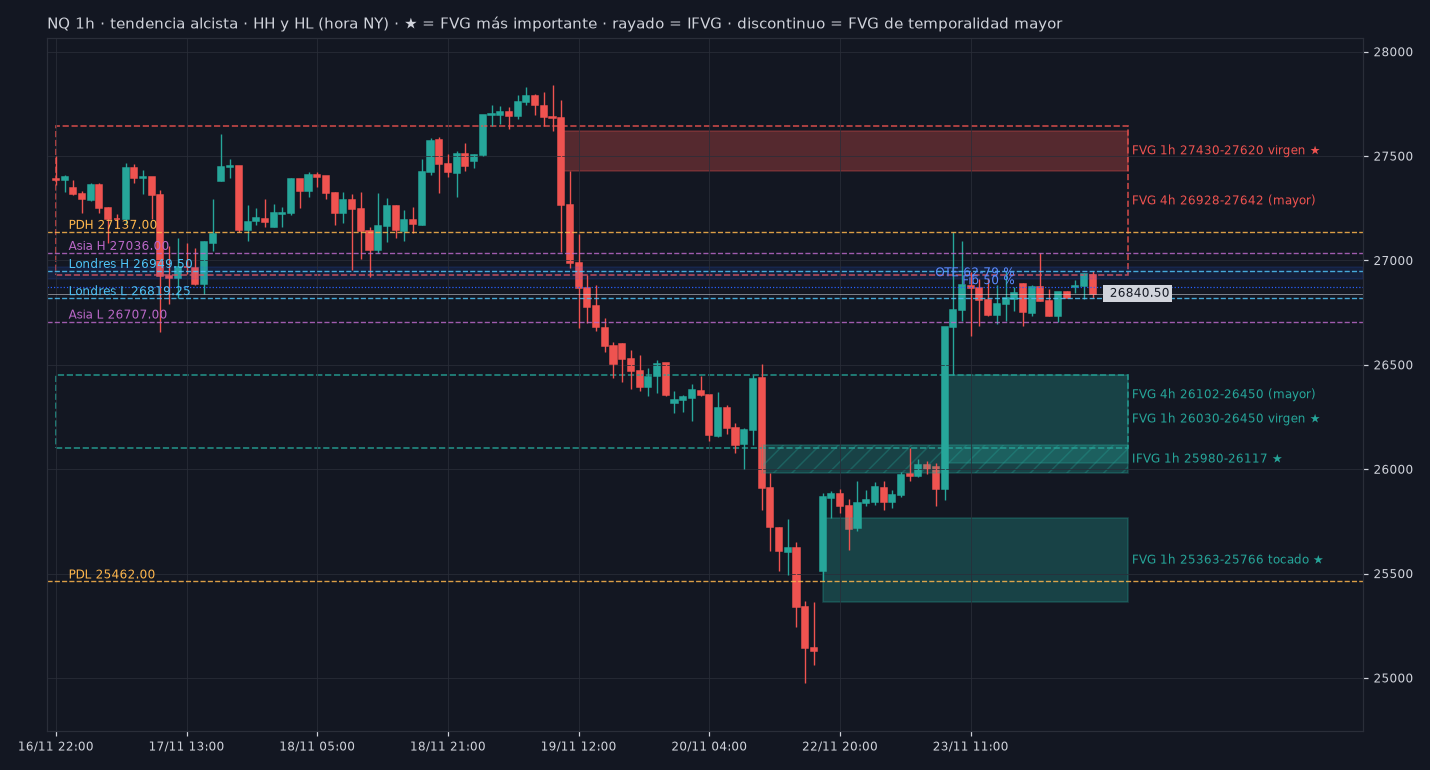 NQ 1h · tendencia alcista · HH y HL (hora NY) · ★ = FVG más importante · rayado = IFVG · discontinuo = FVG de temporalidad mayor
28000
27500
27000
26500
26000
25500
25000
FVG 1h 27430-27620 virgen ★
FVG 4h 26928-27642 (mayor)
PDH 27137.00
Asia H 27036.00
Londres H 26949.50
OTE 62-79 %
EQ 50 %
Londres L 26819.25
26840.50
Asia L 26707.00
FVG 4h 26102-26450 (mayor)
FVG 1h 26030-26450 virgen ★
IFVG 1h 25980-26117 ★
FVG 1h 25363-25766 tocado ★
PDL 25462.00
16/11 22:00
17/11 13:00
18/11 05:00
18/11 21:00
19/11 12:00
20/11 04:00
22/11 20:00
23/11 11:00